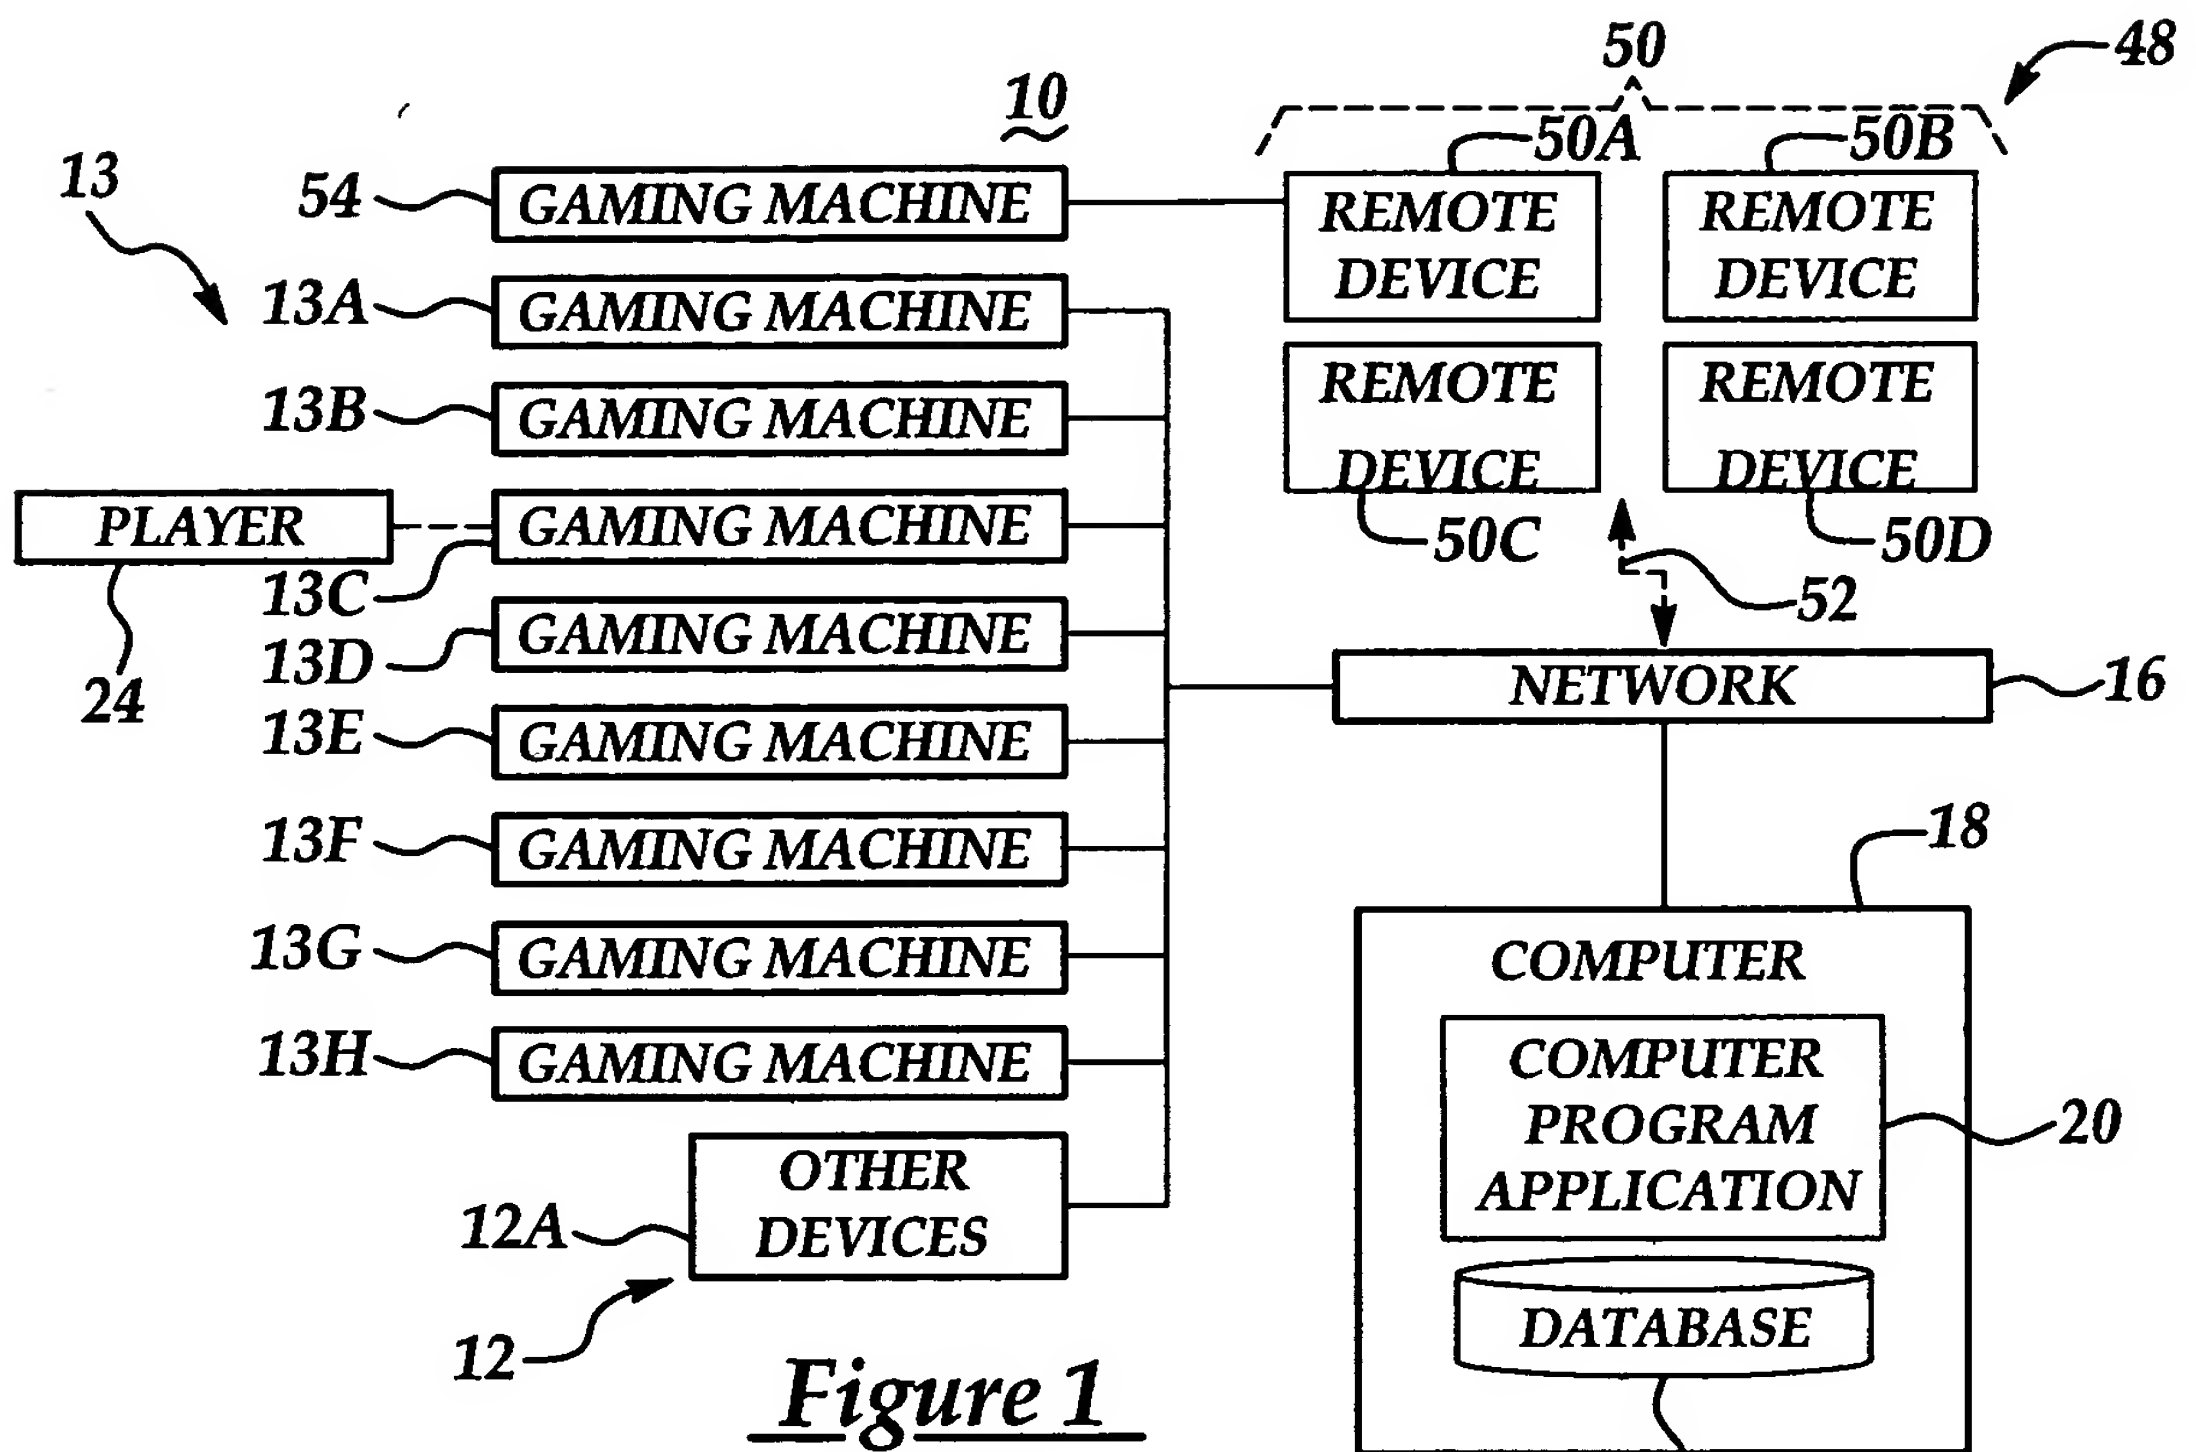 50
48
10
50A
50B
13
54
GAMING MACHINE
REMOTE
DEVICE
REMOTE
DEVICE
13A
GAMING MACHINE
13B
GAMING MACHINE
REMOTE
DEVICE
REMOTE
DEVICE
PLAYER
GAMING MACHINE
50C
50D
13C
52
24
13D
GAMING MACHINE
NETWORK
16
13E
GAMING MACHINE
13F
GAMING MACHINE
18
13G
GAMING MACHINE
COMPUTER
13H
GAMING MACHINE
COMPUTER
PROGRAM
APPLICATION
20
OTHER
DEVICES
12A
12
DATABASE
Figure 1